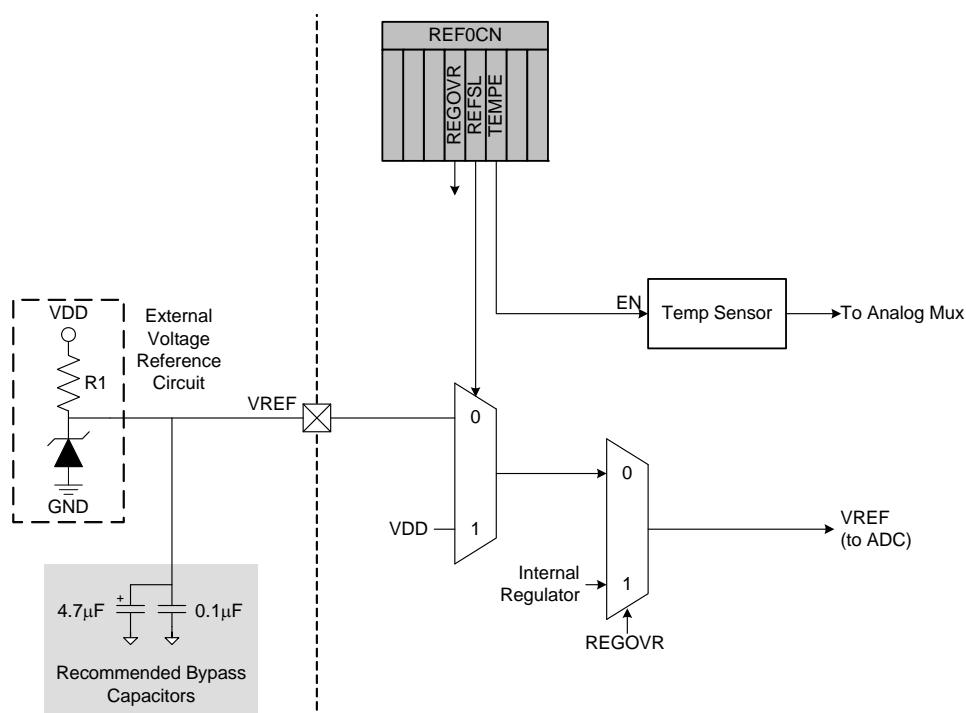 REF0CN
REGOVR
REFSL
TEMPE
EN
Temp Sensor
To Analog Mux
VDD
R1
GND
External
Voltage
Reference
Circuit
VREF
0
1
VDD
0
1
Internal
Regulator
REGOVR
VREF
(to ADC)
+
4.7μF
0.1μF
Recommended Bypass
Capacitors